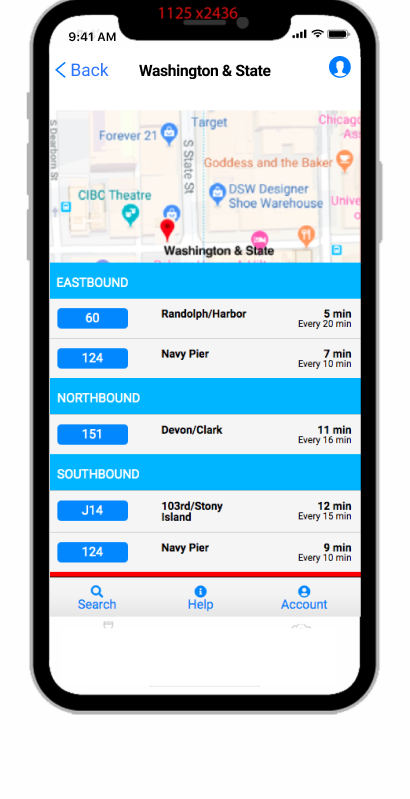 1125 x2436
9:41 AM
Back
Washington & State
Target
Forever 21
S Dearborn St
S State St
Chicago
Goddess and the Baker
CIBC Theatre
DSW Designer
Shoe Warehouse
Washington & State
EASTBOUND
60
Randolph/Harbor
5 min
Every 20 min
124
Navy Pier
7 min
Every 10 min
NORTHBOUND
151
Devon/Clark
11 min
Every 16 min
SOUTHBOUND
J14
103rd/Stony
Island
12 min
Every 15 min
124
Navy Pier
9 min
Every 10 min
Search
Help
Account